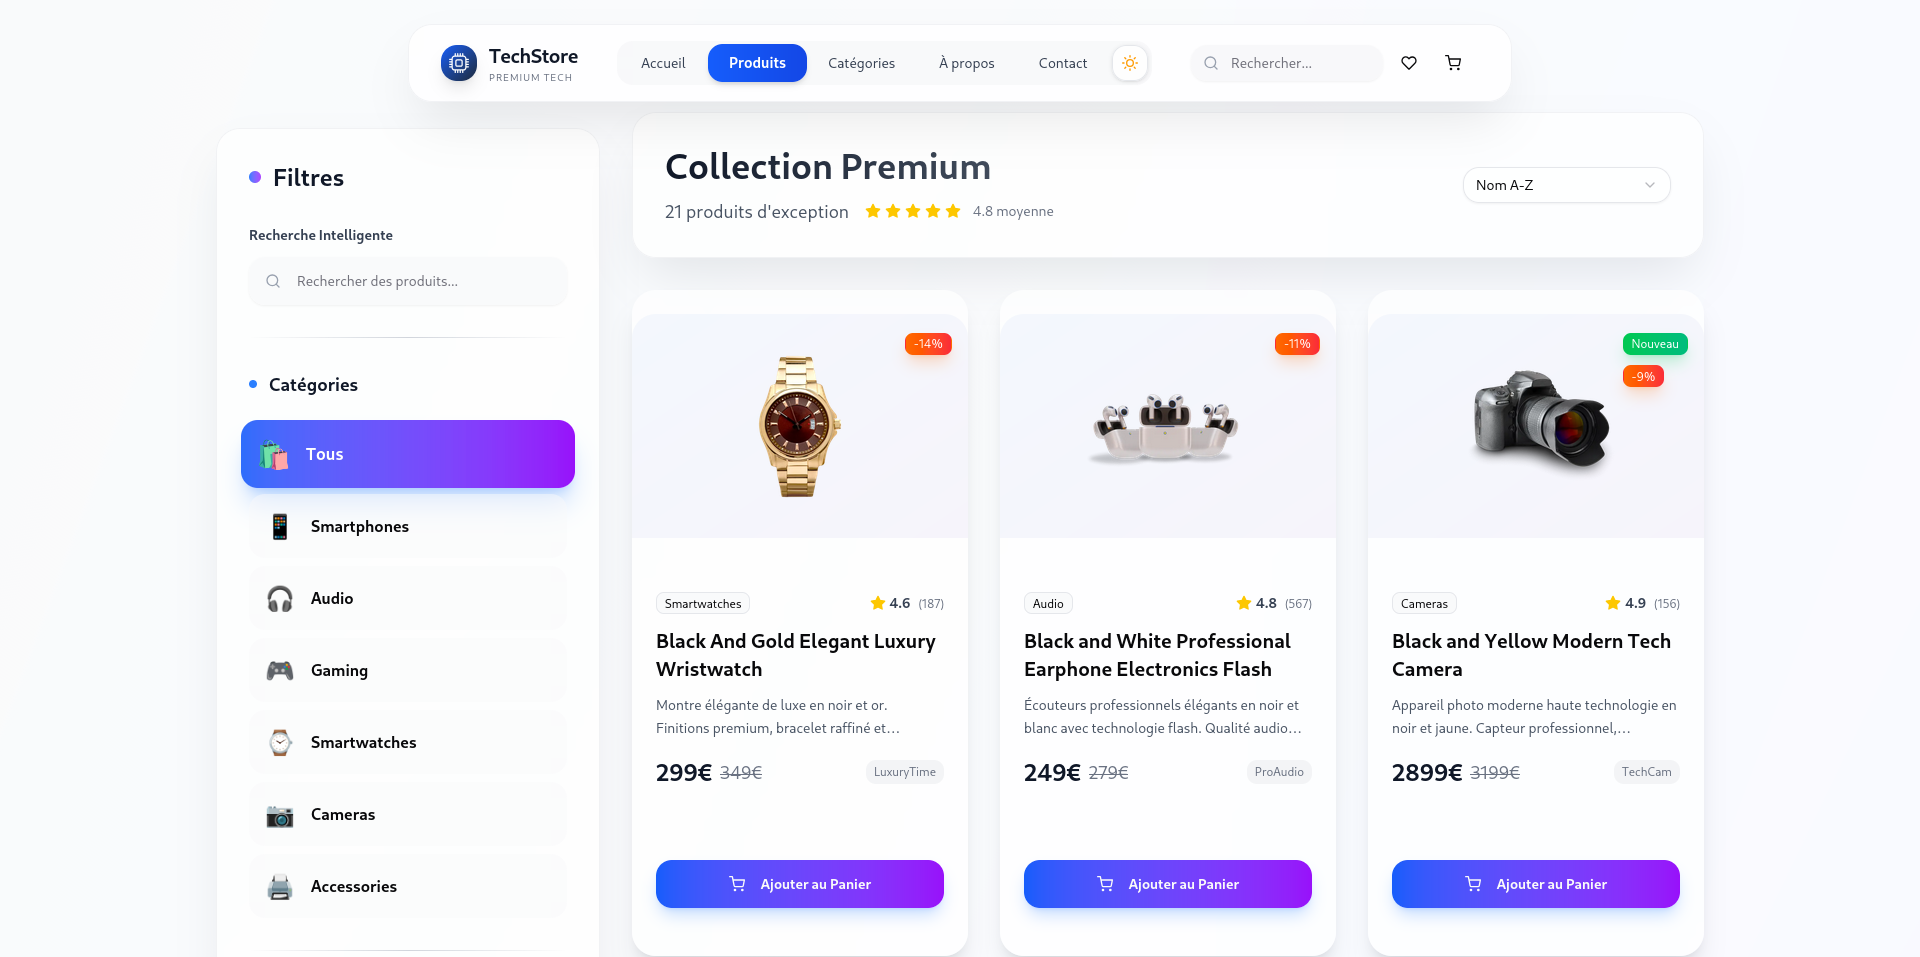 TechStore
PREMIUM TECH
Accueil
Produits
Catégories
À propos
Contact
Rechercher...
Filtres
Recherche Intelligente
Rechercher des produits...
Catégories
Tous
Smartphones
Audio
Gaming
Smartwatches
Cameras
Accessories
Collection Premium
21 produits d'exception
4.8 moyenne
Nom A-Z
-14%
Smartwatches
4.6 (187)
Black And Gold Elegant Luxury
Wristwatch
Montre élégante de luxe en noir et or.
Finitions premium, bracelet raffiné et...
299€ 349€
LuxuryTime
Ajouter au Panier
-11%
Audio
4.8 (567)
Black and White Professional
Earphone Electronics Flash
Écouteurs professionnels élégants en noir et
blanc avec technologie flash. Qualité audio...
249€ 279€
ProAudio
Ajouter au Panier
Nouveau
-9%
Cameras
4.9 (156)
Black and Yellow Modern Tech
Camera
Appareil photo moderne haute technologie en
noir et jaune. Capteur professionnel,...
2899€ 3199€
TechCam
Ajouter au Panier